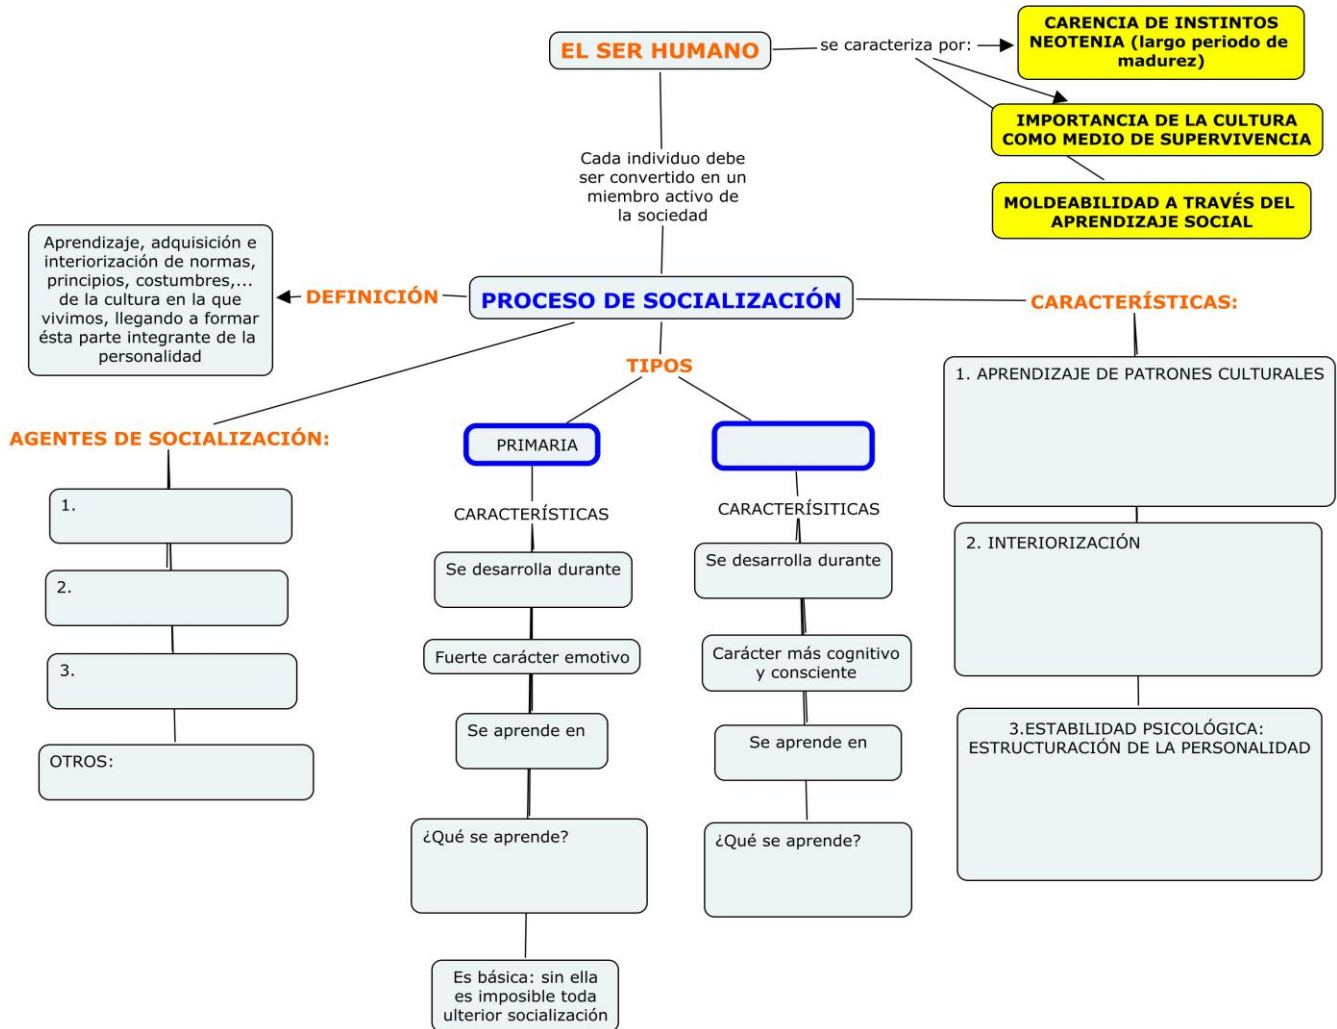 EL SER HUMANO
se caracteriza por:
CARENCIA DE INSTINTOS
NEOTENIA (largo periodo de
madurez)
IMPORTANCIA DE LA CULTURA
COMO MEDIO DE SUPERVIVENCIA
MOLDEABILIDAD A TRAVÉS DEL
APRENDIZAJE SOCIAL
Cada individuo debe
ser convertido en un
miembro activo de
la sociedad
Aprendizaje, adquisición e
interiorización de normas,
principios, costumbres,...
de la cultura en la que
vivimos, llegando a formar
ésta parte integrante de la
personalidad
DEFINICIÓN
PROCESO DE SOCIALIZACIÓN
CARACTERÍSTICAS:
TIPOS
AGENTES DE SOCIALIZACIÓN:
1.
2.
3.
OTROS:
PRIMARIA
CARACTERÍSTICAS
Se desarrolla durante
Fuerte carácter emotivo
Se aprende en
¿Qué se aprende?
Es básica: sin ella
es imposible toda
ulterior socialización
CARACTERÍSITICAS
Se desarrolla durante
Carácter más cognitivo
y consciente
Se aprende en
¿Qué se aprende?
1. APRENDIZAJE DE PATRONES CULTURALES
2. INTERIORIZACIÓN
3.ESTABILIDAD PSICOLÓGICA:
ESTRUCTURACIÓN DE LA PERSONALIDAD